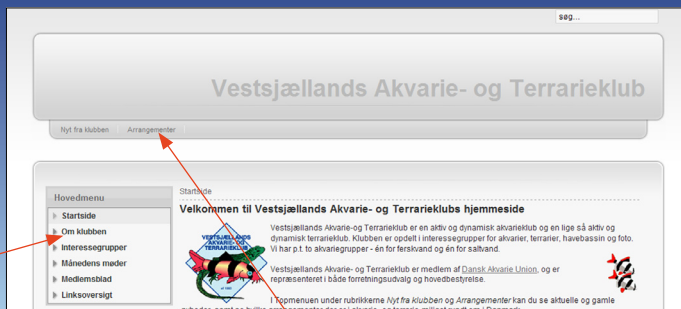 søg...
Vestsjællands Akvarie- og Terrarieklub
Nyt fra klubben
Arrangementer
Hovedmenu
Startside
Om klubben
Interessegrupper
Månedens møder
Medlemsblad
Linksoversigt
Startside
Velkommen til Vestsjællands Akvarie- og Terrarieklubs hjemmeside
VESTSJÆLLANDS
AKVARIE- OG
TERRARIEKLUB
Vestsjællands Akvarie-og Terrarieklub er en aktiv og dynamisk akvarieklub og en lige så aktiv og
dynamisk terrarieklub. Klubben er opdelt i interessegrupper for akvarier, terrarier, havebassin og foto.
Vi har p.t. to akvariegrupper - én for ferskvand og én for saltvand.
Vestsjællands Akvarie- og Terrarieklub er medlem af Dansk Akvarie Union, og er
repræsenteret i både forretningsudvalg og hovedbestyrelse.
I Topmenuen under rubrikkerne Nyt fra klubben og Arrangementer kan du se aktuelle og gamle